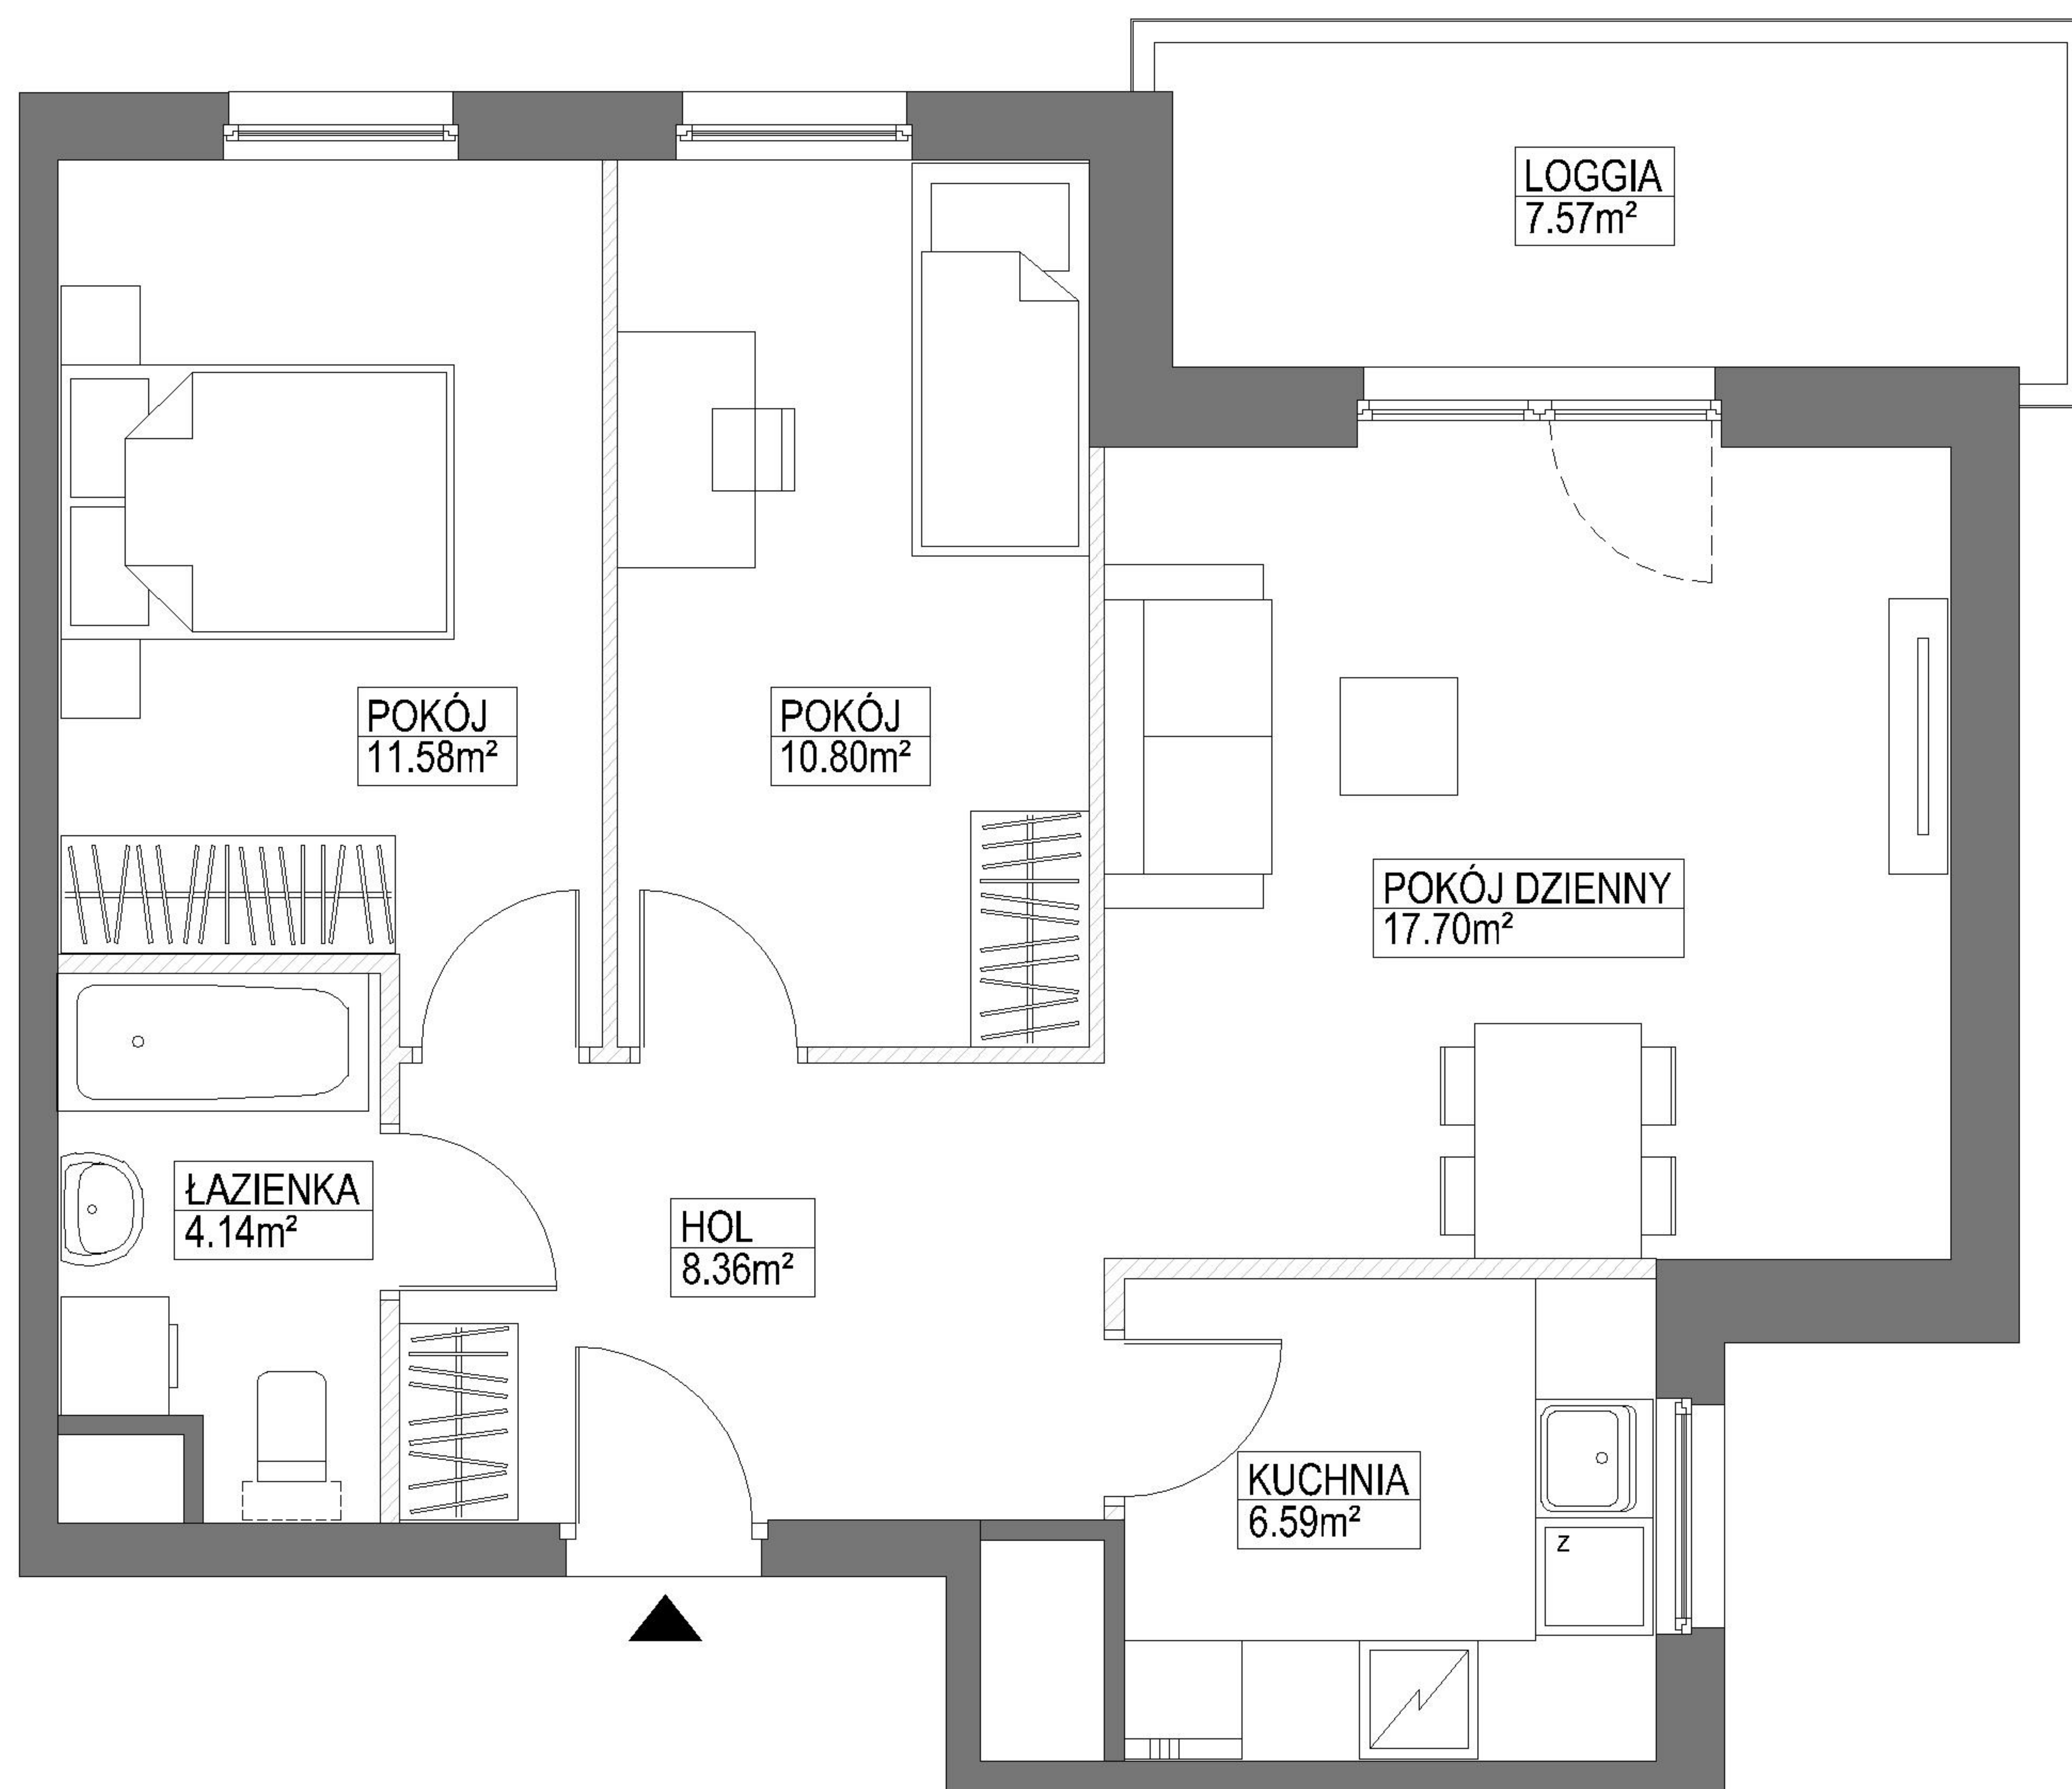 LOGGIA
7.57m²
POKÓJ
11.58m²
POKÓJ
10.80m²
POKÓJ DZIENNY
17.70m²
ŁAZIENKA
4.14m²
HOL
8.36m²
KUCHNIA
6.59m²
z